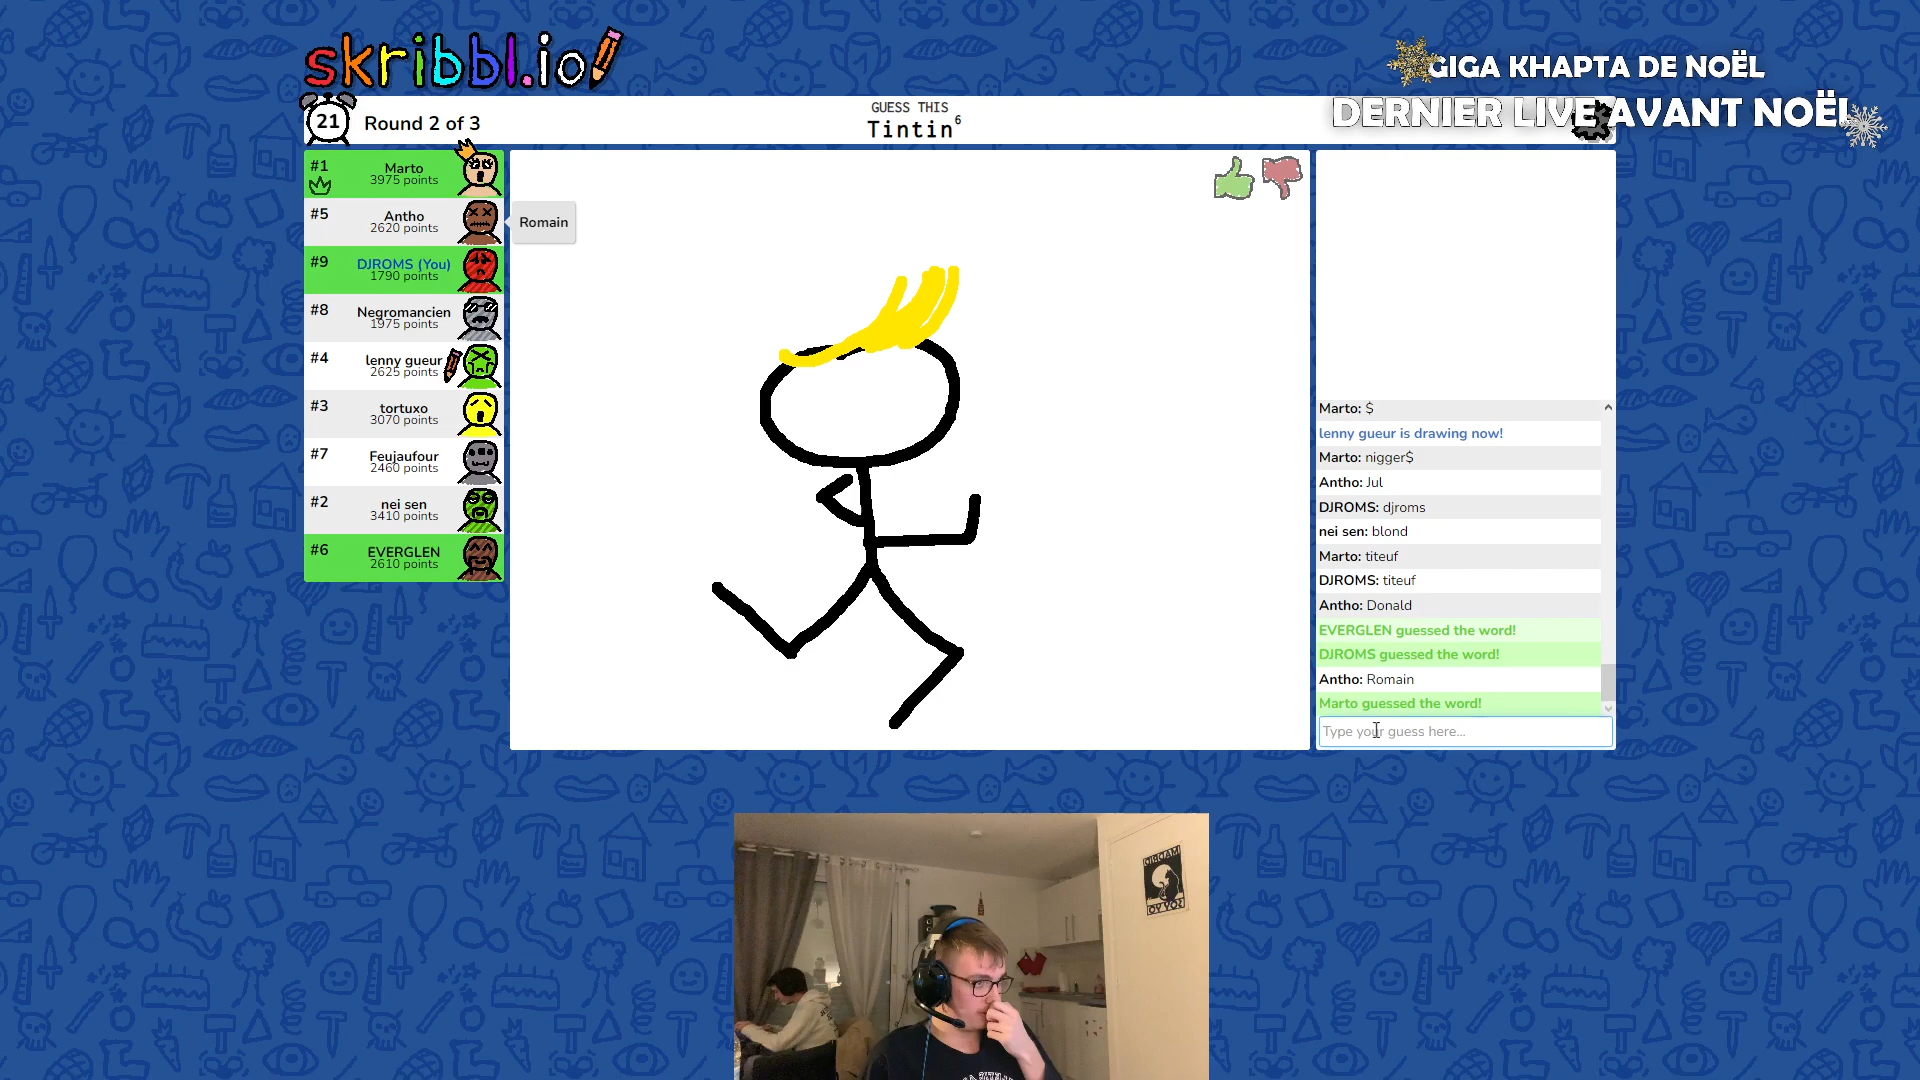 skribbl.io
GIGA KHAPTA DE NOËL
DERNIER LIVE AVANT NOËL
21
Round 2 of 3
GUESS THIS
Tintin6
#1
Marto
3975 points
#5
Antho
2620 points
Romain
#9
DJROMS (You)
1790 points
#8
Negromancien
1975 points
#4
lenny gueur
2625 points
#3
tortuxo
3070 points
#7
Feujaufour
2460 points
#2
nei sen
3410 points
#6
EVERGLEN
2610 points
Marto: $
lenny gueur is drawing now!
Marto: nigger$
Antho: Jul
DJROMS: djroms
nei sen: blond
Marto: titeuf
DJROMS: titeuf
Antho: Donald
EVERGLEN guessed the word!
DJROMS guessed the word!
Antho: Romain
Marto guessed the word!
Type your guess here...